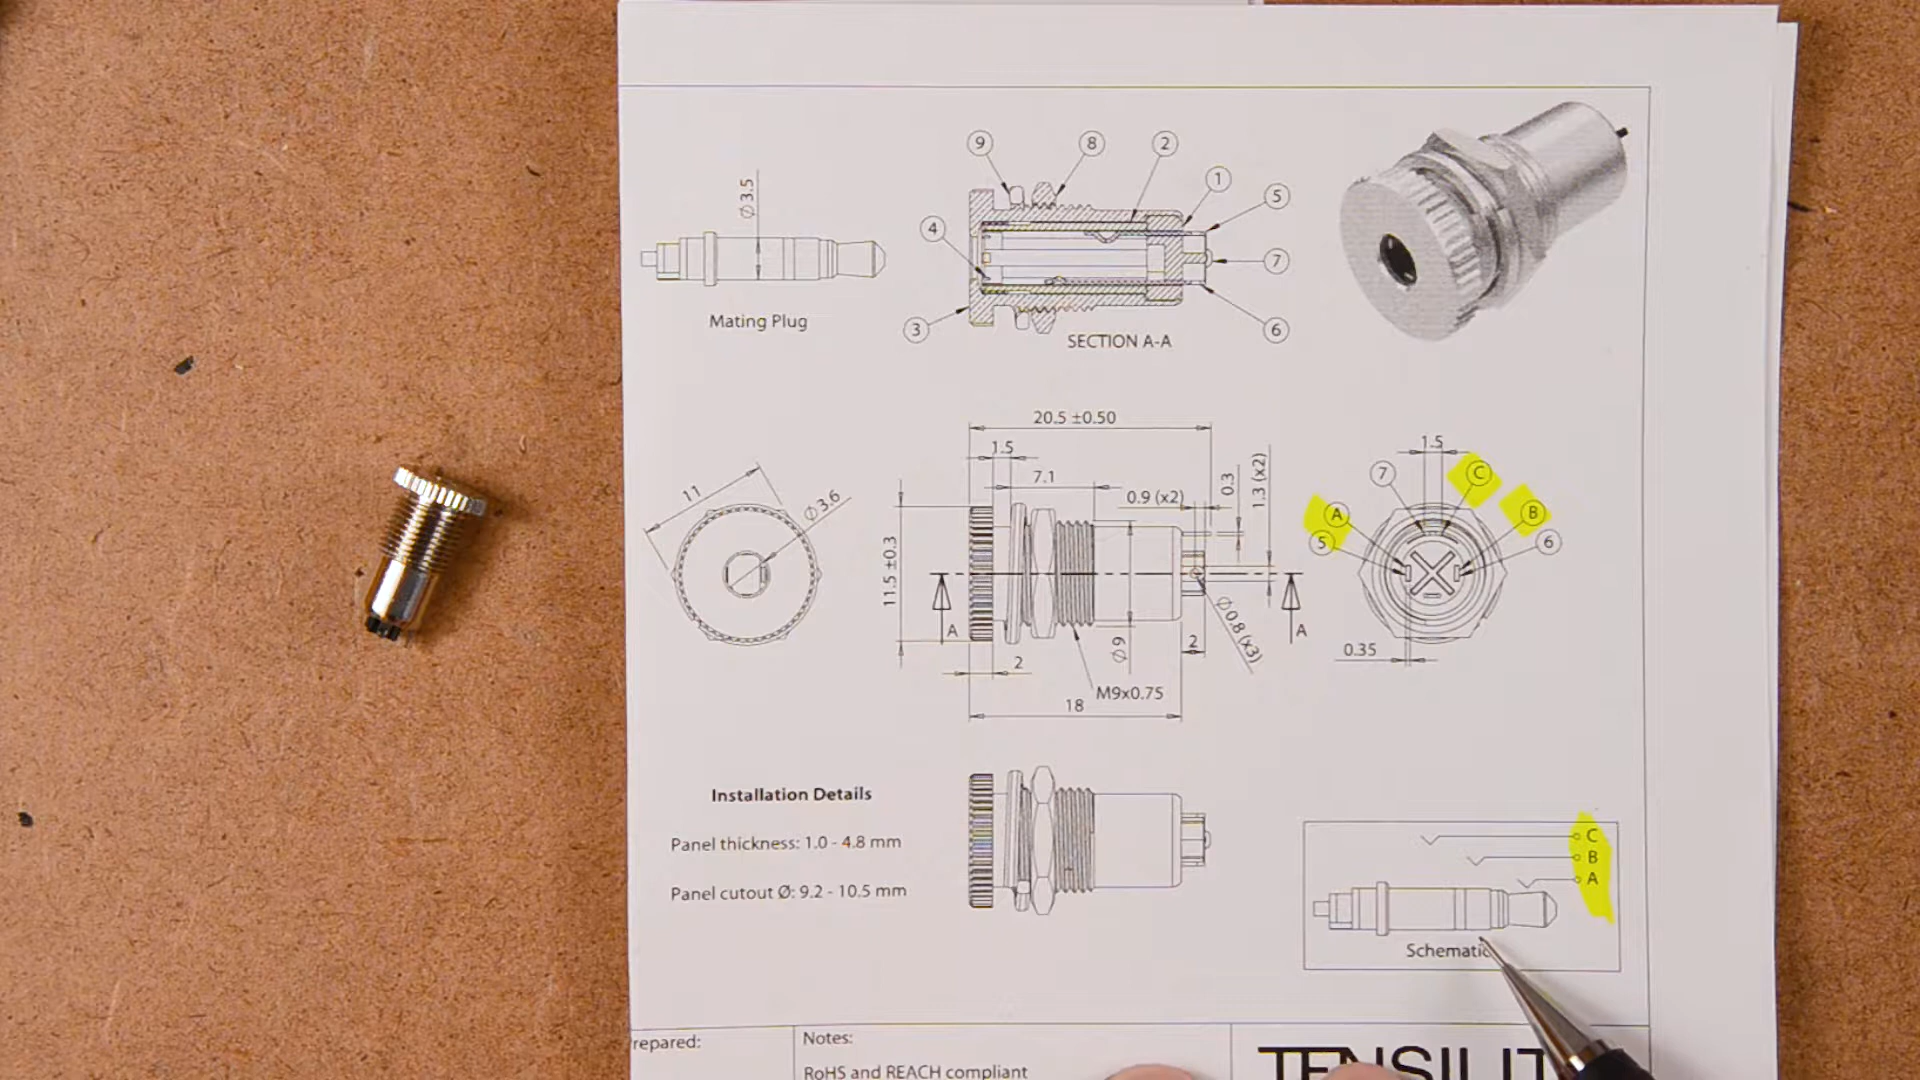 9
8
2
1
5
4
7
3
6
Ø3.5
Mating Plug
SECTION A-A
20.5 ±0.50
1.5
7.1
0.9 (x2)
0.3
1.3 (x2)
11
Ø3.6
11.5 ±0.3
A
A
2
Ø9
2
Ø0.8 (x3)
M9x0.75
18
1.5
7
C
A
B
5
6
0.35
Installation Details
Panel thickness: 1.0 - 4.8 mm
Panel cutout Ø: 9.2 - 10.5 mm
C
B
A
Schematic
repared:
Notes:
RoHS and REACH compliant
TENSILIT